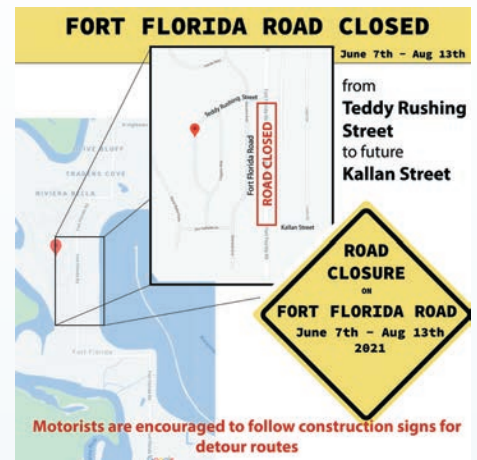 FORT FLORIDA ROAD CLOSED
June 7th – Aug 13th
from
Teddy Rushing
Street
to future
Kallan Street
Teddy Rushing Street
Fort Florida Road
ROAD CLOSED
Kallan Street
TRADERS COVE
RIVIERA BELLA
Fort Florida
ROAD
CLOSURE
ON
FORT FLORIDA ROAD
June 7th – Aug 13th
2021
Motorists are encouraged to follow construction signs for
detour routes